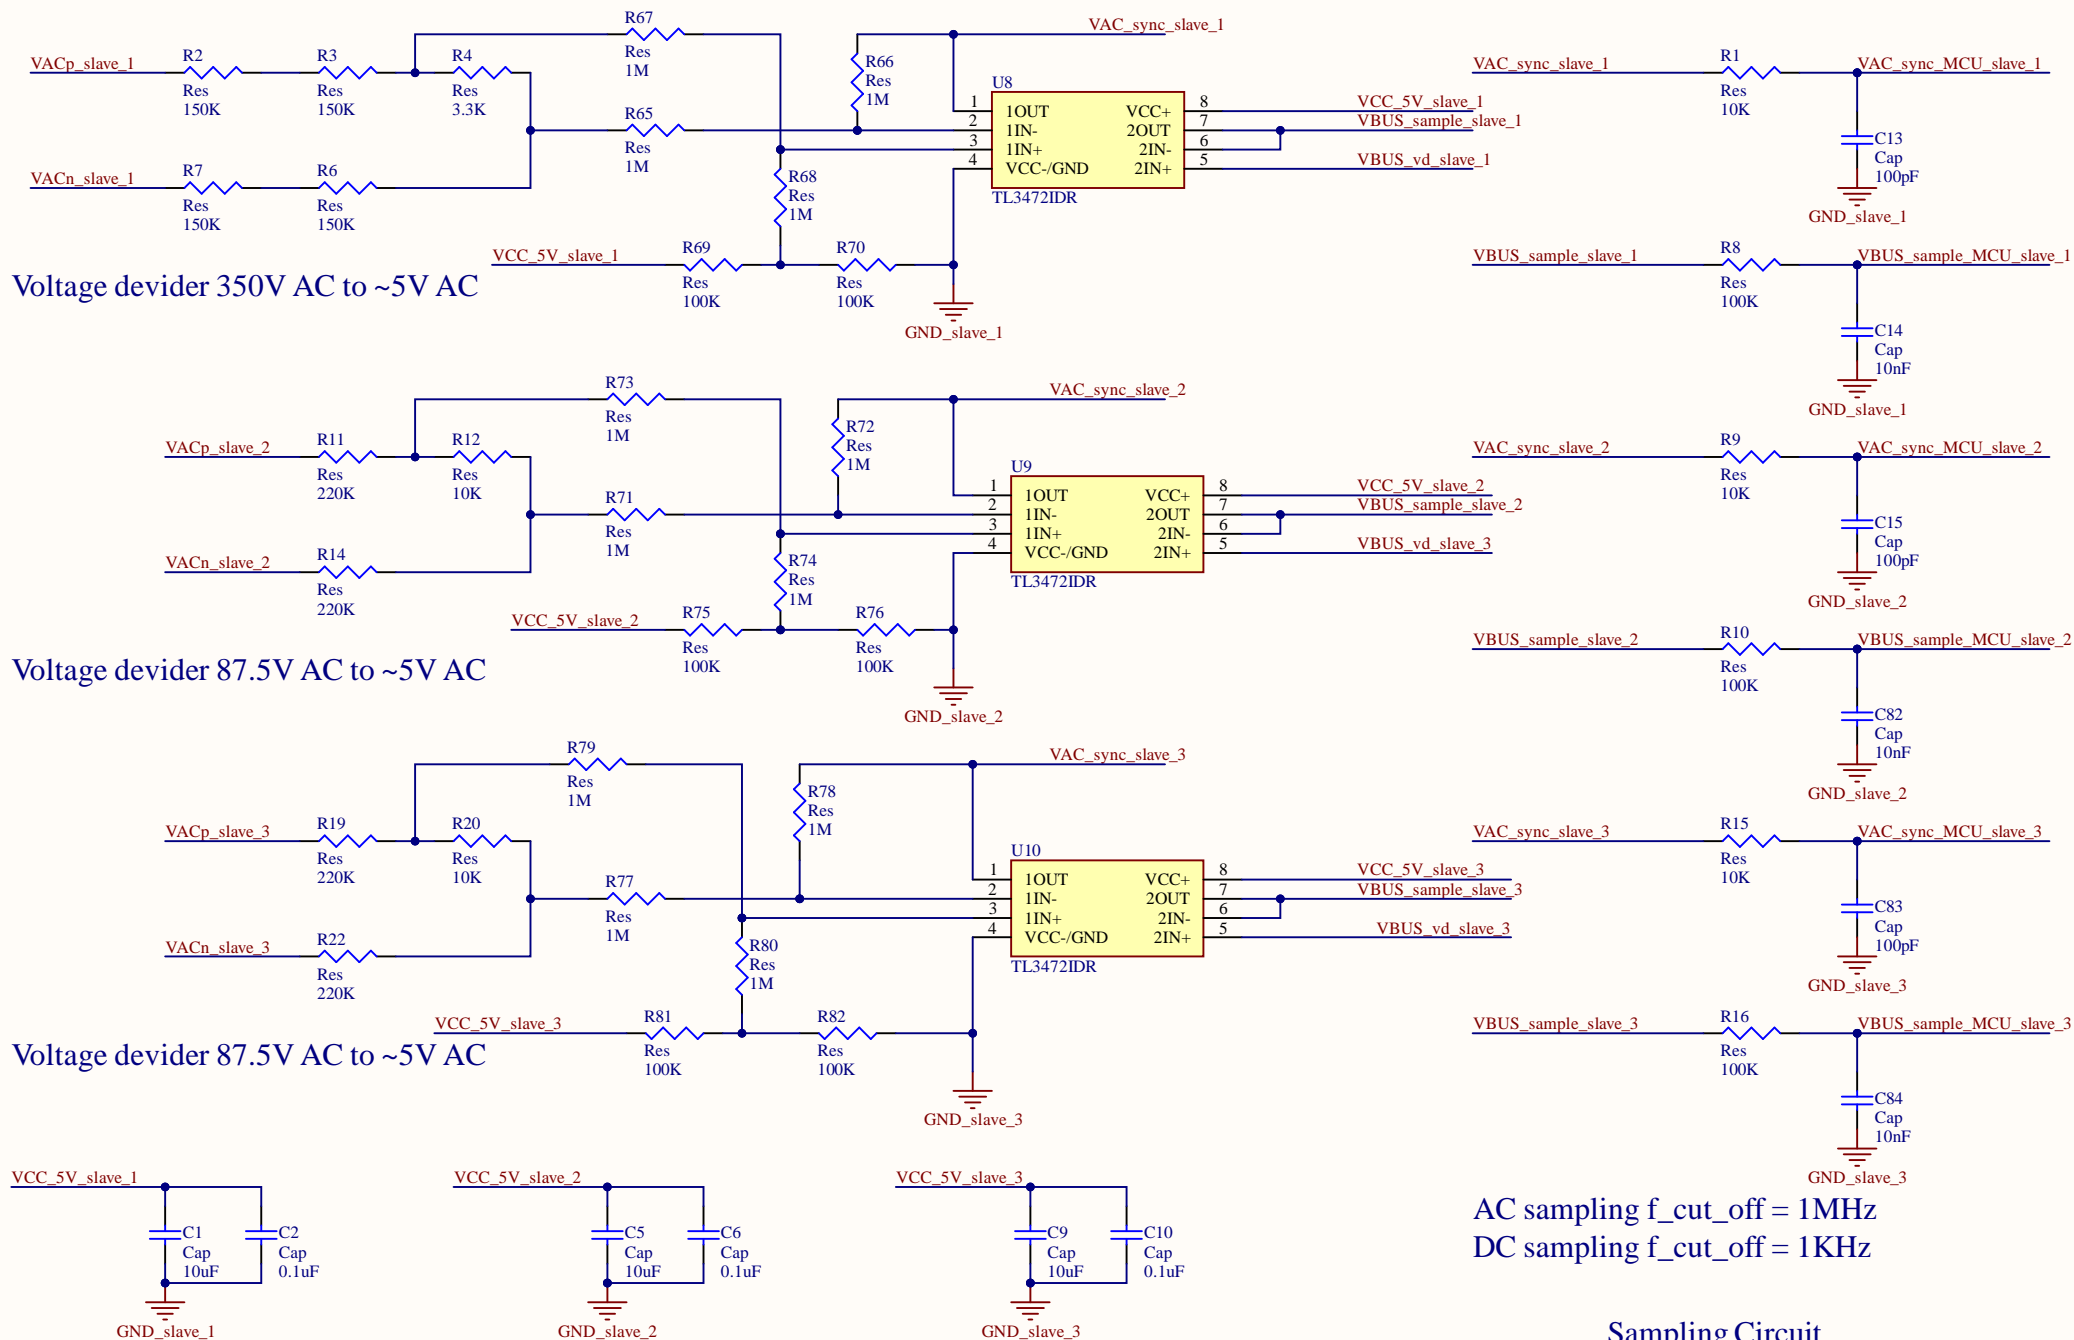 VACp_slave_1
R2
Res
150K
R3
Res
150K
R4
Res
3.3K
R67
Res
1M
R65
Res
1M
VACn_slave_1
R7
Res
150K
R6
Res
150K
R66
Res
1M
R68
Res
1M
VAC_sync_slave_1
U8
1 1OUT VCC+ 8
2 1IN- 2OUT 7
3 1IN+ 2IN- 6
4 VCC-/GND 2IN+ 5
TL3472IDR
VCC_5V_slave_1
VBUS_sample_slave_1
VBUS_vd_slave_1
VCC_5V_slave_1
R69
Res
100K
R70
Res
100K
GND_slave_1
Voltage devider 350V AC to ~5V AC
VAC_sync_slave_1
R1
Res
10K
VAC_sync_MCU_slave_1
C13
Cap
100pF
GND_slave_1
VBUS_sample_slave_1
R8
Res
100K
VBUS_sample_MCU_slave_1
C14
Cap
10nF
GND_slave_1
VACp_slave_2
R11
Res
220K
R12
Res
10K
R73
Res
1M
R71
Res
1M
VACn_slave_2
R14
Res
220K
R72
Res
1M
R74
Res
1M
VAC_sync_slave_2
U9
1 1OUT VCC+ 8
2 1IN- 2OUT 7
3 1IN+ 2IN- 6
4 VCC-/GND 2IN+ 5
TL3472IDR
VCC_5V_slave_2
VBUS_sample_slave_2
VBUS_vd_slave_3
VCC_5V_slave_2
R75
Res
100K
R76
Res
100K
GND_slave_2
Voltage devider 87.5V AC to ~5V AC
VAC_sync_slave_2
R9
Res
10K
VAC_sync_MCU_slave_2
C15
Cap
100pF
GND_slave_2
VBUS_sample_slave_2
R10
Res
100K
VBUS_sample_MCU_slave_2
C82
Cap
10nF
GND_slave_2
VACp_slave_3
R19
Res
220K
R20
Res
10K
R79
Res
1M
R77
Res
1M
VACn_slave_3
R22
Res
220K
R78
Res
1M
R80
Res
1M
VAC_sync_slave_3
U10
1 1OUT VCC+ 8
2 1IN- 2OUT 7
3 1IN+ 2IN- 6
4 VCC-/GND 2IN+ 5
TL3472IDR
VCC_5V_slave_3
VBUS_sample_slave_3
VBUS_vd_slave_3
VCC_5V_slave_3
R81
Res
100K
R82
Res
100K
GND_slave_3
Voltage devider 87.5V AC to ~5V AC
VAC_sync_slave_3
R15
Res
10K
VAC_sync_MCU_slave_3
C83
Cap
100pF
GND_slave_3
VBUS_sample_slave_3
R16
Res
100K
VBUS_sample_MCU_slave_3
C84
Cap
10nF
GND_slave_3
VCC_5V_slave_1
C1
Cap
10uF
C2
Cap
0.1uF
GND_slave_1
VCC_5V_slave_2
C5
Cap
10uF
C6
Cap
0.1uF
GND_slave_2
VCC_5V_slave_3
C9
Cap
10uF
C10
Cap
0.1uF
GND_slave_3
AC sampling f_cut_off = 1MHz
DC sampling f_cut_off = 1KHz
Sampling Circuit